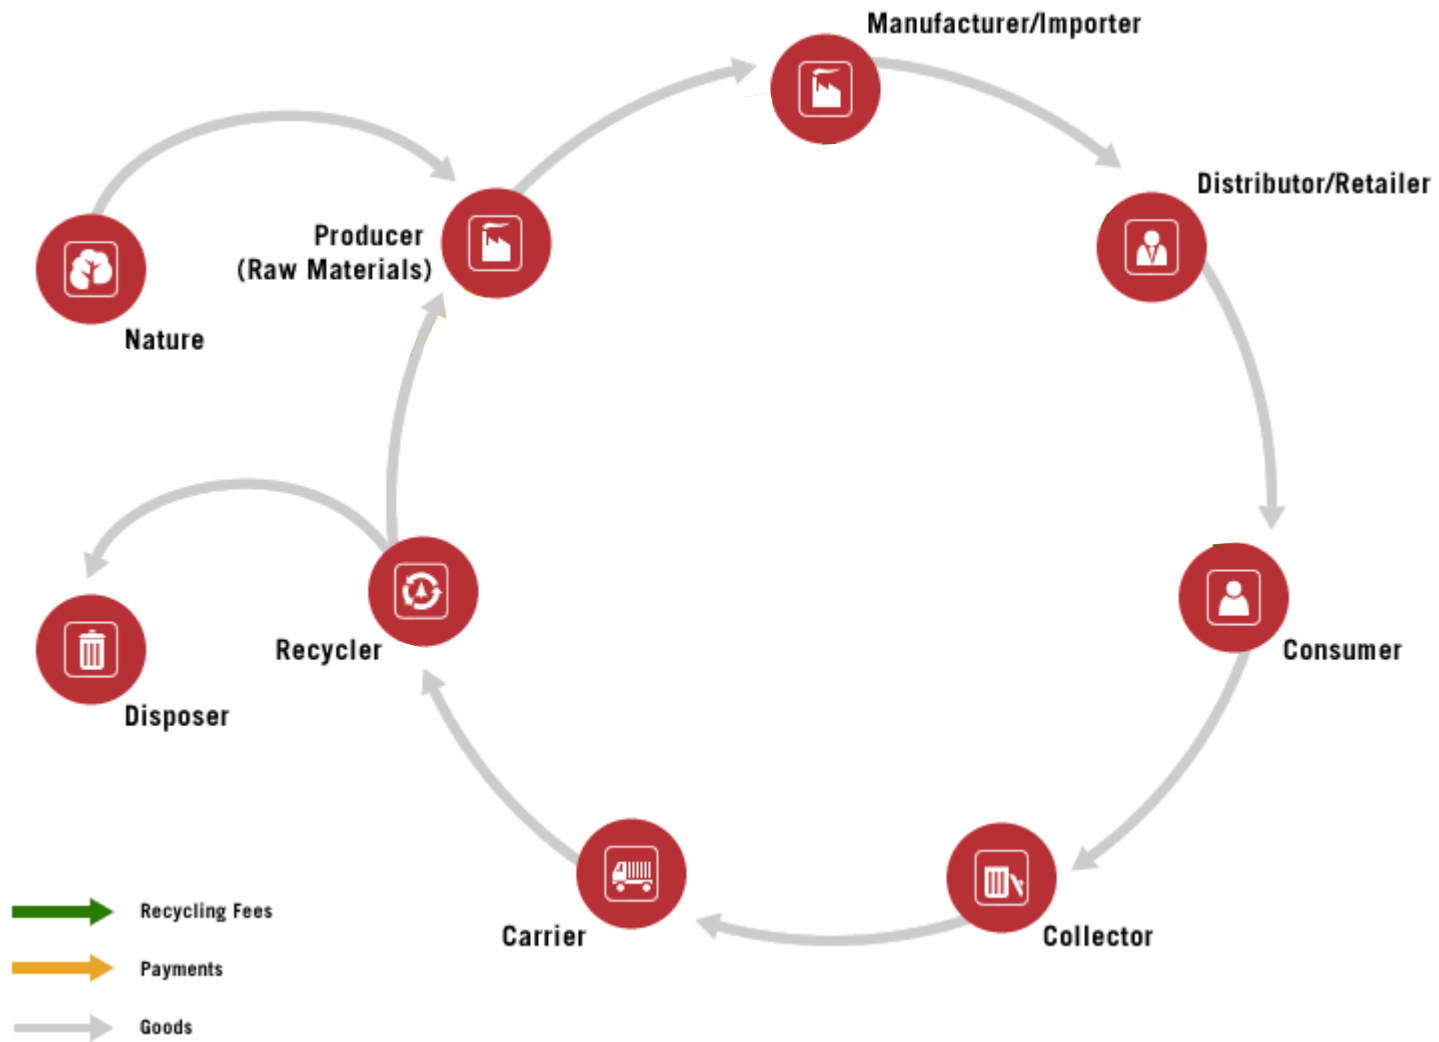 Manufacturer/Importer
Distributor/Retailer
Producer
(Raw Materials)
Nature
Recycler
Consumer
Disposer
Carrier
Collector
Recycling Fees
Payments
Goods